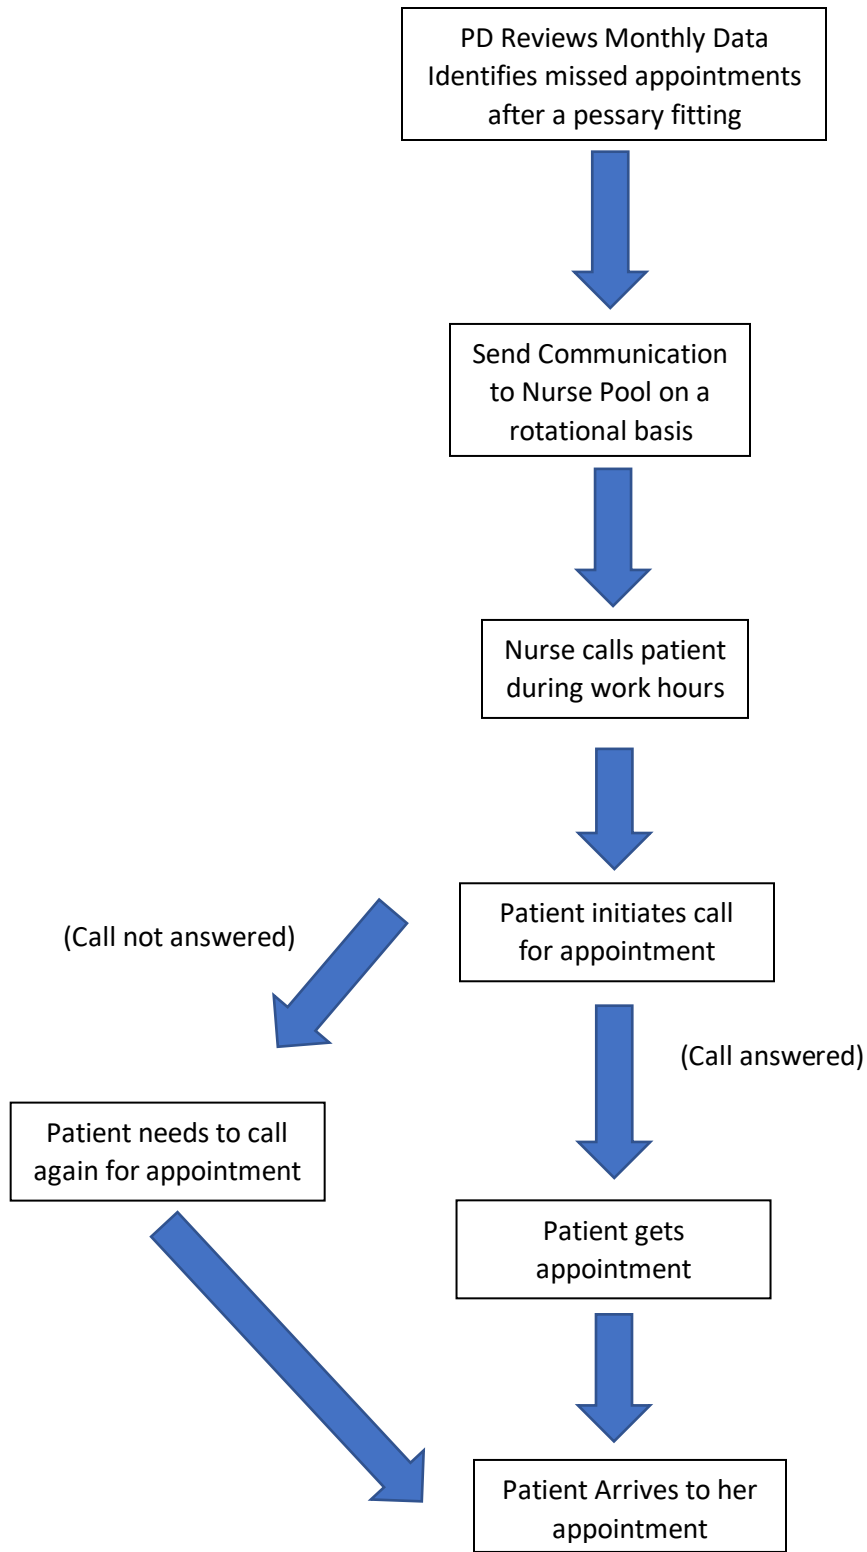 PD Reviews Monthly Data
Identifies missed appointments
after a pessary fitting
Send Communication
to Nurse Pool on a
rotational basis
Nurse calls patient
during work hours
Patient initiates call
for appointment
(Call not answered)
(Call answered)
Patient needs to call
again for appointment
Patient gets
appointment
Patient Arrives to her
appointment